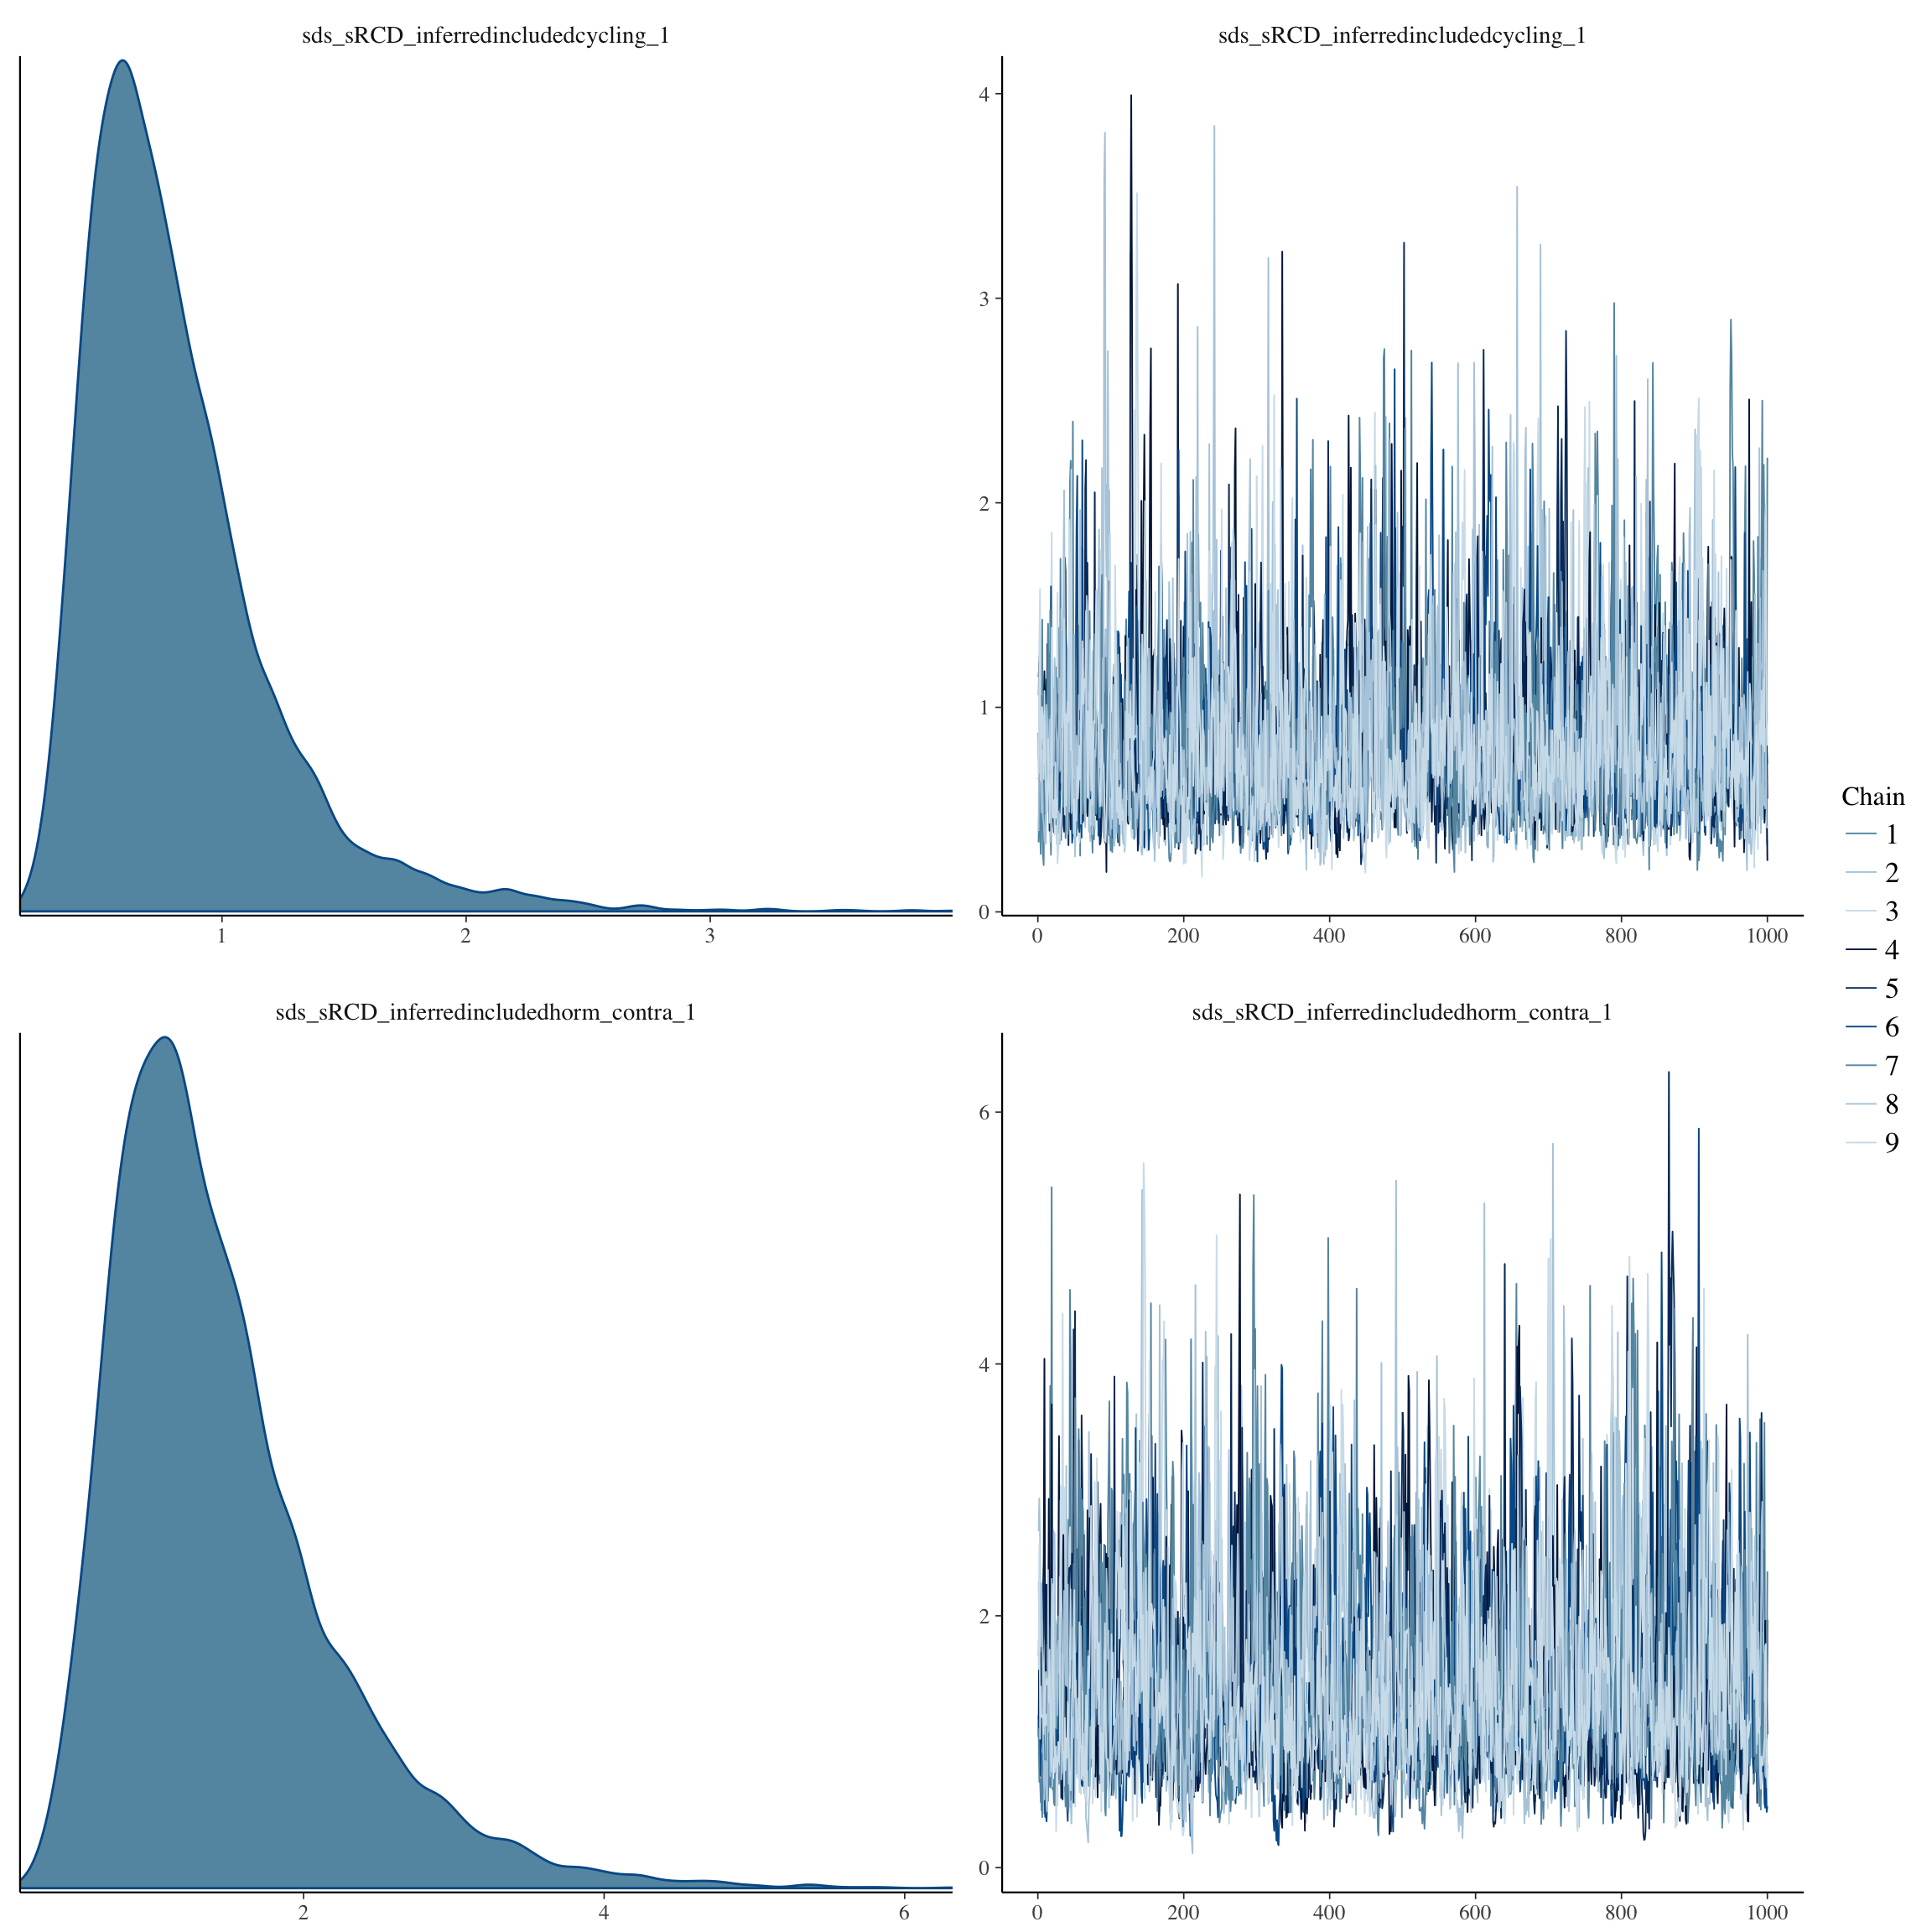 sds_sRCD_inferredincludedcycling_1
1 2 3
sds_sRCD_inferredincludedcycling_1
4
3
2
1
0
0 200 400 600 800 1000
sds_sRCD_inferredincludedhorm_contra_1
2 4 6
sds_sRCD_inferredincludedhorm_contra_1
6
4
2
0
0 200 400 600 800 1000
Chain
1
2
3
4
5
6
7
8
9